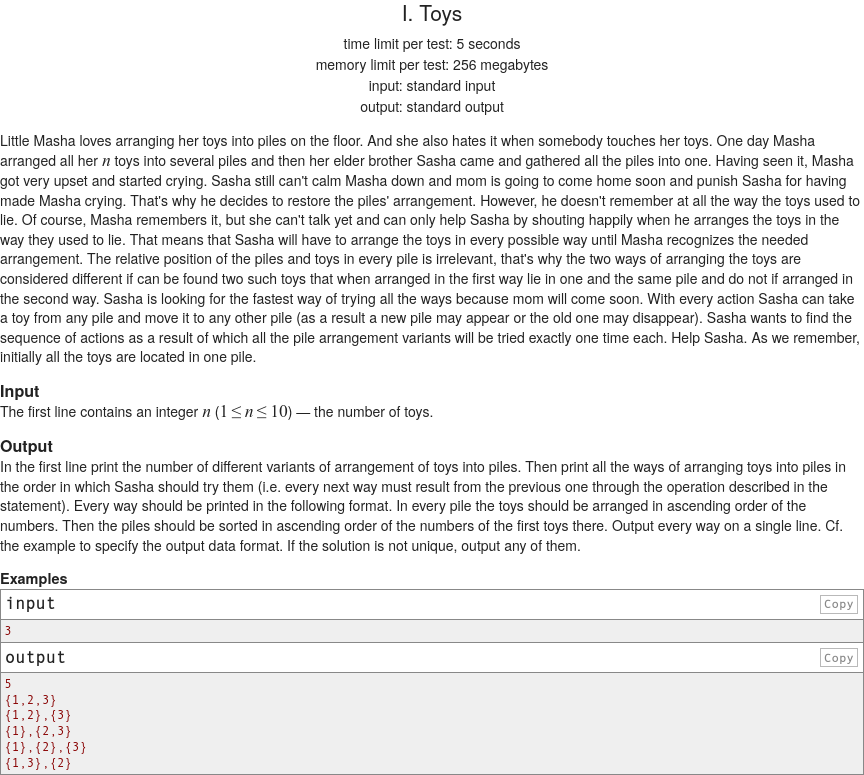 I. Toys
time limit per test: 5 seconds
memory limit per test: 256 megabytes
input: standard input
output: standard output
Little Masha loves arranging her toys into piles on the floor. And she also hates it when somebody touches her toys. One day Masha
arranged all her n toys into several piles and then her elder brother Sasha came and gathered all the piles into one. Having seen it, Masha
got very upset and started crying. Sasha still can't calm Masha down and mom is going to come home soon and punish Sasha for having
made Masha crying. That's why he decides to restore the piles' arrangement. However, he doesn't remember at all the way the toys used to
lie. Of course, Masha remembers it, but she can't talk yet and can only help Sasha by shouting happily when he arranges the toys in the
way they used to lie. That means that Sasha will have to arrange the toys in every possible way until Masha recognizes the needed
arrangement. The relative position of the piles and toys in every pile is irrelevant, that's why the two ways of arranging the toys are
considered different if can be found two such toys that when arranged in the first way lie in one and the same pile and do not if arranged in
the second way. Sasha is looking for the fastest way of trying all the ways because mom will come soon. With every action Sasha can take
a toy from any pile and move it to any other pile (as a result a new pile may appear or the old one may disappear). Sasha wants to find the
sequence of actions as a result of which all the pile arrangement variants will be tried exactly one time each. Help Sasha. As we remember,
initially all the toys are located in one pile.
Input
The first line contains an integer n (1 ≤ n ≤ 10) — the number of toys.
Output
In the first line print the number of different variants of arrangement of toys into piles. Then print all the ways of arranging toys into piles in
the order in which Sasha should try them (i.e. every next way must result from the previous one through the operation described in the
statement). Every way should be printed in the following format. In every pile the toys should be arranged in ascending order of the
numbers. Then the piles should be sorted in ascending order of the numbers of the first toys there. Output every way on a single line. Cf.
the example to specify the output data format. If the solution is not unique, output any of them.
Examples
input
Copy
3
output
Copy
5
{1,2,3}
{1,2},{3}
{1},{2,3}
{1},{2},{3}
{1,3},{2}